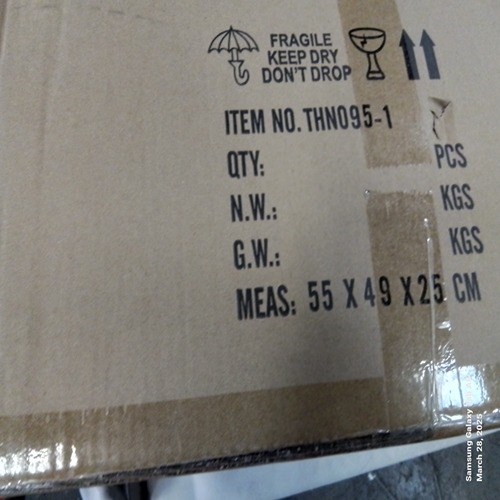 FRAGILE
KEEP DRY
DON'T DROP
ITEM NO. THN095-1
QTY: PCS
N.W.: KGS
G.W.: KGS
MEAS: 55 X 49 X 25 CM
Samsung Galaxy
March 28, 2025